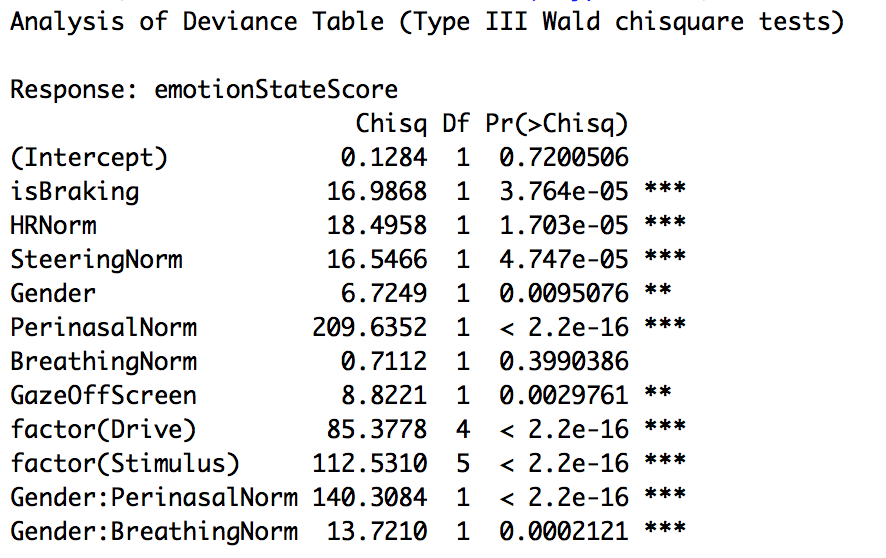 Analysis of Deviance Table (Type III Wald chisquare tests)
Response: emotionStateScore
Chisq Df Pr(>Chisq)
(Intercept) 0.1284 1 0.7200506
isBraking 16.9868 1 3.764e-05 ***
HRNorm 18.4958 1 1.703e-05 ***
SteeringNorm 16.5466 1 4.747e-05 ***
Gender 6.7249 1 0.0095076 **
PerinasalNorm 209.6352 1 < 2.2e-16 ***
BreathingNorm 0.7112 1 0.3990386
GazeOffScreen 8.8221 1 0.0029761 **
factor(Drive) 85.3778 4 < 2.2e-16 ***
factor(Stimulus) 112.5310 5 < 2.2e-16 ***
Gender:PerinasalNorm 140.3084 1 < 2.2e-16 ***
Gender:BreathingNorm 13.7210 1 0.0002121 ***